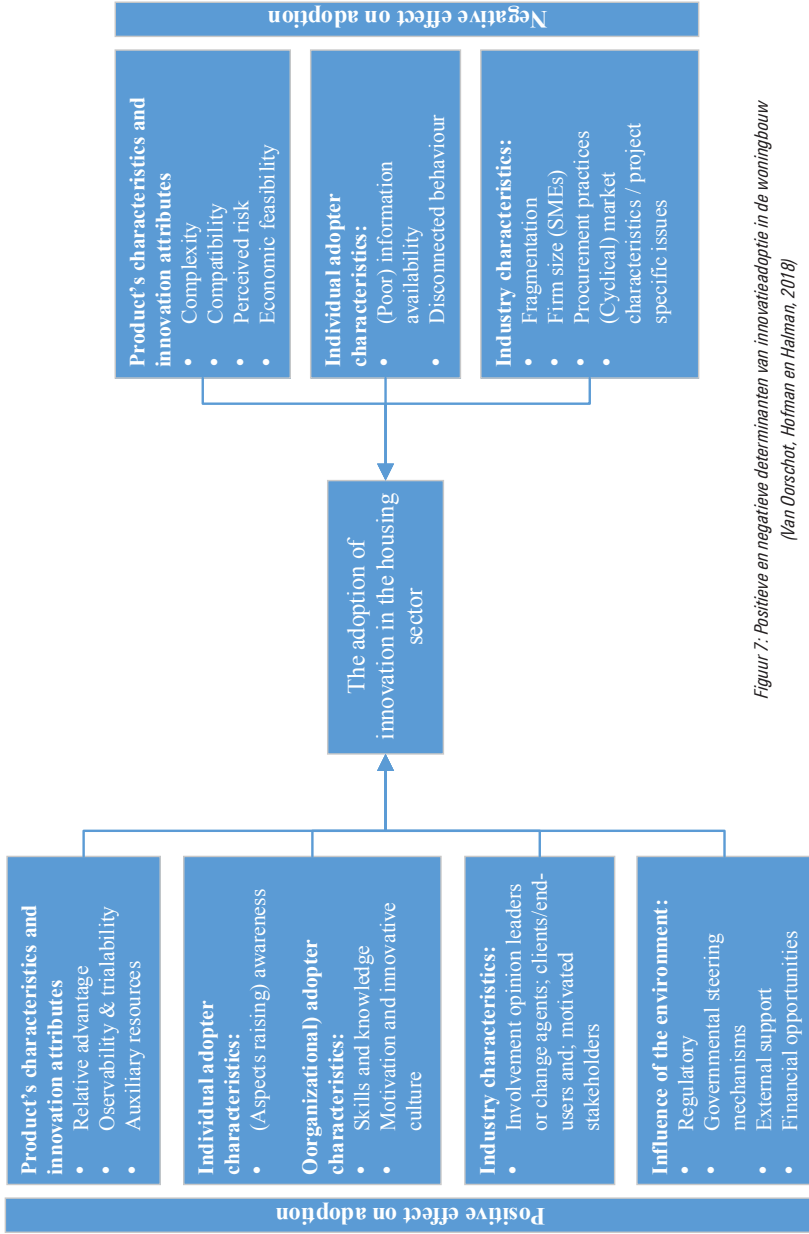 Positive effect on adoption
Product's characteristics and
innovation attributes
• Relative advantage
• Oservability & trialability
• Auxiliary resources
Individual adopter
characteristics:
• (Aspects raising) awareness
Oorganizational) adopter
characteristics:
• Skills and knowledge
• Motivation and innovative
culture
Industry characteristics:
• Involvement opinion leaders
or change agents; clients/end-
users and; motivated
stakeholders
Influence of the environment:
• Regulatory
• Governmental steering
mechanisms
• External support
• Financial opportunities
The adoption of
innovation in the housing
sector
Product's characteristics and
innovation attributes
• Complexity
• Compatibility
• Perceived risk
• Economic feasibility
Individual adopter
characteristics:
• (Poor) information
availability
• Disconnected behaviour
Industry characteristics:
• Fragmentation
• Firm size (SMEs)
• Procurement practices
• (Cyclical) market
characteristics / project
specific issues
Negative effect on adoption
Figuur 7: Positieve en negatieve determinanten van innovatieadoptie in de woningbouw
(Van Oorschot, Hofman en Halman, 2018)